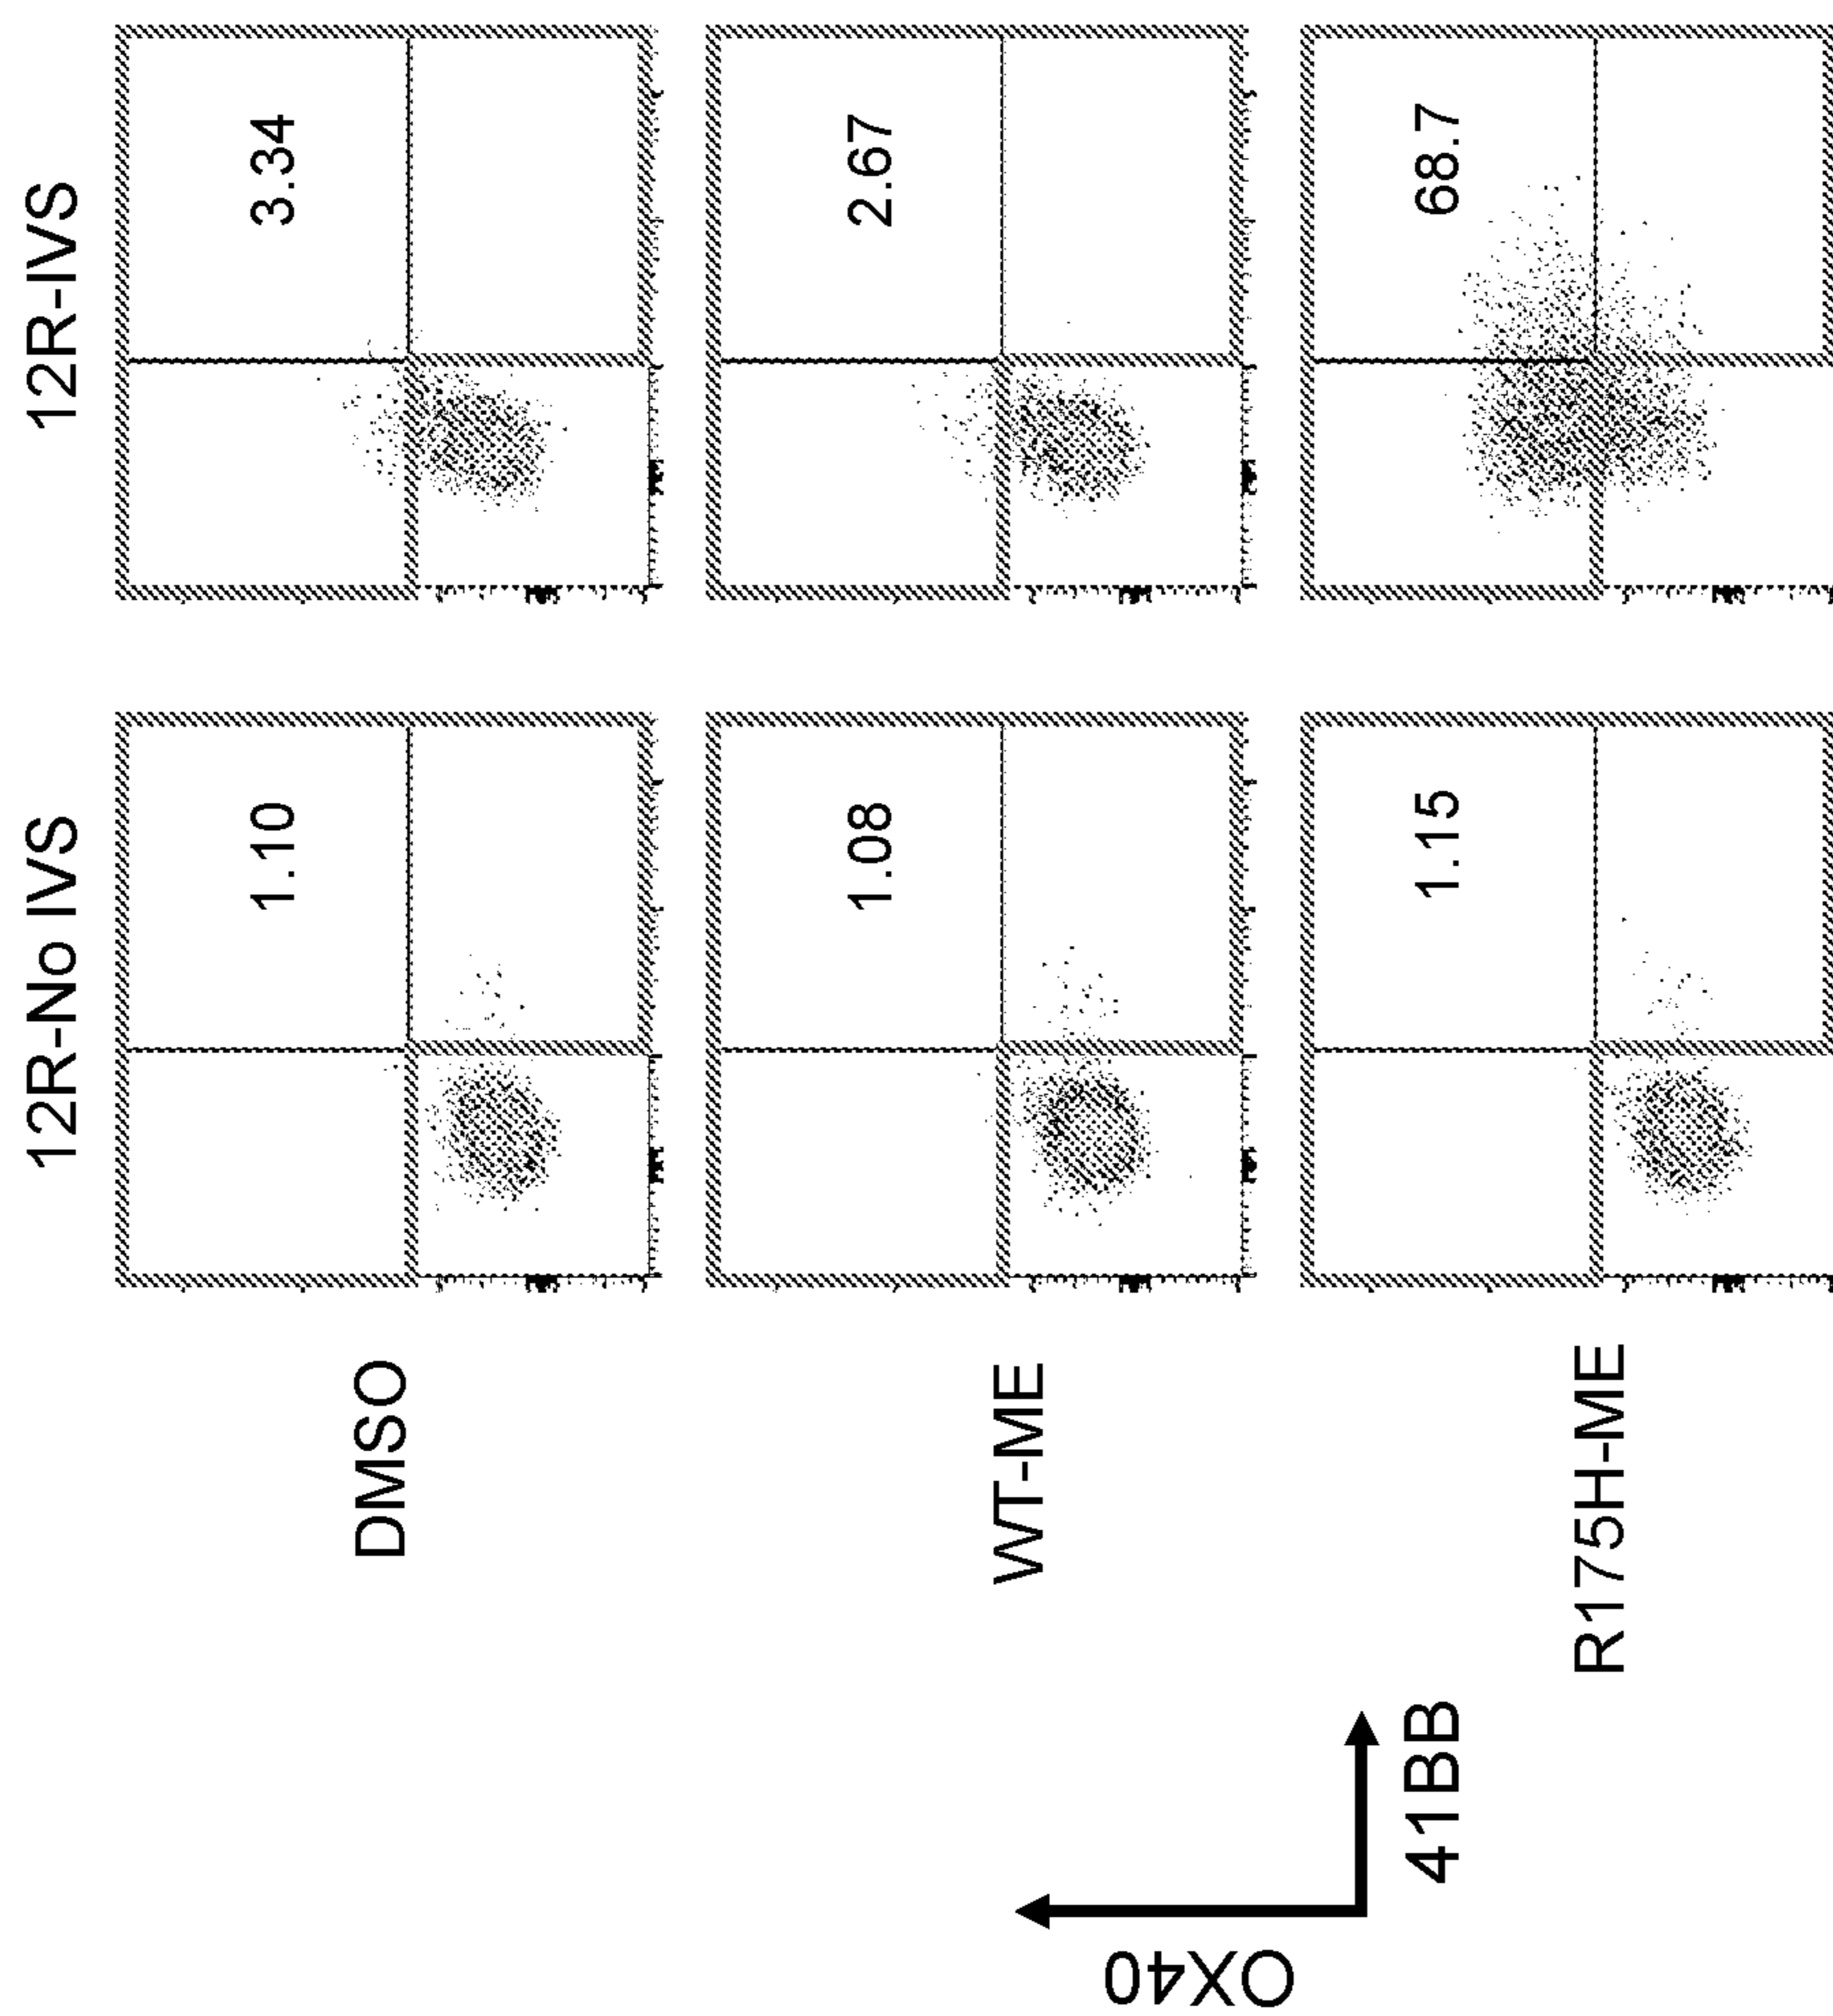 12R-No IVS
12R-IVS
DMSO
1.10
3.34
WT-ME
1.08
2.67
R175H-ME
1.15
68.7
OX40
41BB